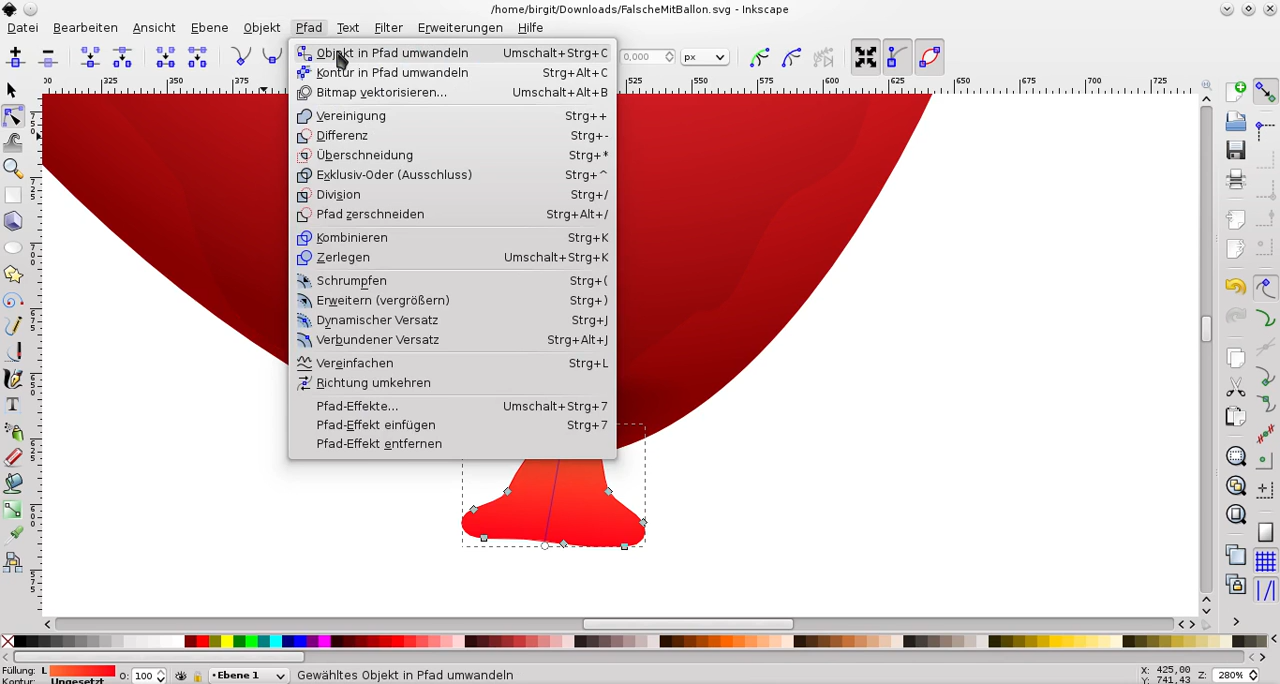 /home/birgit/Downloads/FalscheMitBallon.svg - Inkscape
Datei Bearbeiten Ansicht Ebene Objekt Pfad Text Filter Erweiterungen Hilfe
0,000 px
Objekt in Pfad umwandeln Umschalt+Strg+C
Kontur in Pfad umwandeln Strg+Alt+C
Bitmap vektorisieren... Umschalt+Alt+B
Vereinigung Strg++
Differenz Strg+-
Überschneidung Strg+*
Exklusiv-Oder (Ausschluss) Strg+^
Division Strg+/
Pfad zerschneiden Strg+Alt+/
Kombinieren Strg+K
Zerlegen Umschalt+Strg+K
Schrumpfen Strg+(
Erweitern (vergrößern) Strg+)
Dynamischer Versatz Strg+J
Verbundener Versatz Strg+Alt+J
Vereinfachen Strg+L
Richtung umkehren
Pfad-Effekte... Umschalt+Strg+7
Pfad-Effekt einfügen Strg+7
Pfad-Effekt entfernen
350 375 525 550 575 600 625 650 675 700 725
Füllung: L O: 100 Ebene 1 Gewähltes Objekt in Pfad umwandeln X: 425,00 Z: 280%
Kontur: Ungesetzt Y: 741,43